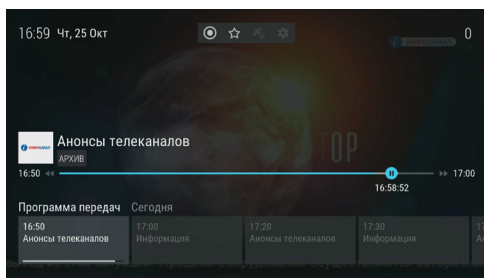 16:59 Чт, 25 Окт
0
Анонсы телеканалов
АРХИВ
16:50
17:00
16:58:52
Программа передач Сегодня
16:50
Анонсы телеканалов
17:00
Информация
17:20
Анонсы телеканалов
17:30
Информация